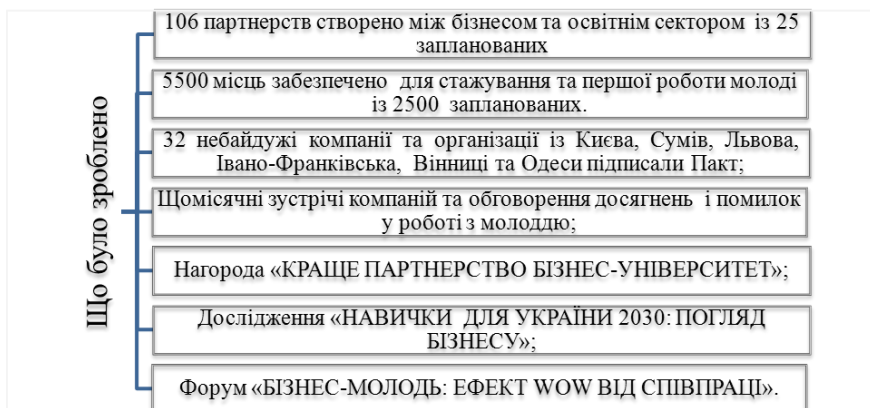 Що було зроблено
106 партнерств створено між бізнесом та освітнім сектором із 25
запланованих
5500 місць забезпечено для стажування та першої роботи молоді
із 2500 запланованих.
32 небайдужі компанії та організації із Києва, Сумів, Львова,
Івано-Франківська, Вінниці та Одеси підписали Пакт;
Щомісячні зустрічі компаній та обговорення досягнень і помилок
у роботі з молоддю;
Нагорода «КРАЩЕ ПАРТНЕРСТВО БІЗНЕС-УНІВЕРСИТЕТ»;
Дослідження «НАВИЧКИ ДЛЯ УКРАЇНИ 2030: ПОГЛЯД
БІЗНЕСУ»;
Форум «БІЗНЕС-МОЛОДЬ: ЕФЕКТ WOW ВІД СПІВПРАЦІ».